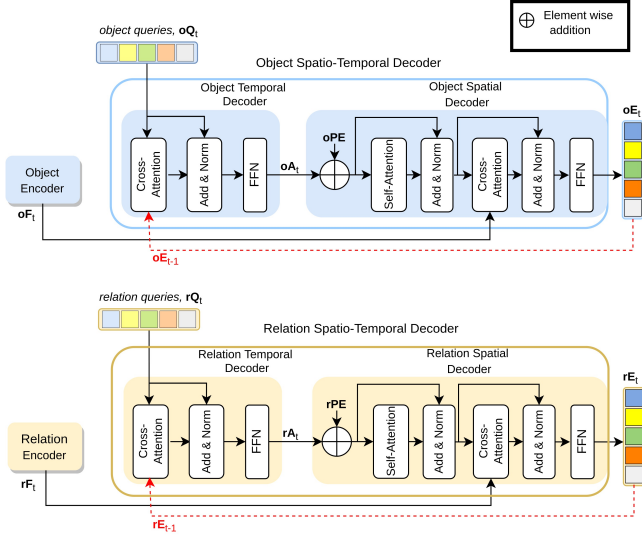 Element wise
addition
object queries, oQt
Object Spatio-Temporal Decoder
Object Temporal
Decoder
Object Spatial
Decoder
oEt
oPE
Object
Encoder
Cross-
Attention
Add & Norm
FFN
oAt
Self-Attention
Add & Norm
Cross-
Attention
Add & Norm
FFN
oFt
oEt-1
relation queries, rQt
Relation Spatio-Temporal Decoder
Relation Temporal
Decoder
Relation Spatial
Decoder
rEt
rPE
Relation
Encoder
Cross-
Attention
Add & Norm
FFN
rAt
Self-Attention
Add & Norm
Cross-
Attention
Add & Norm
FFN
rFt
rEt-1